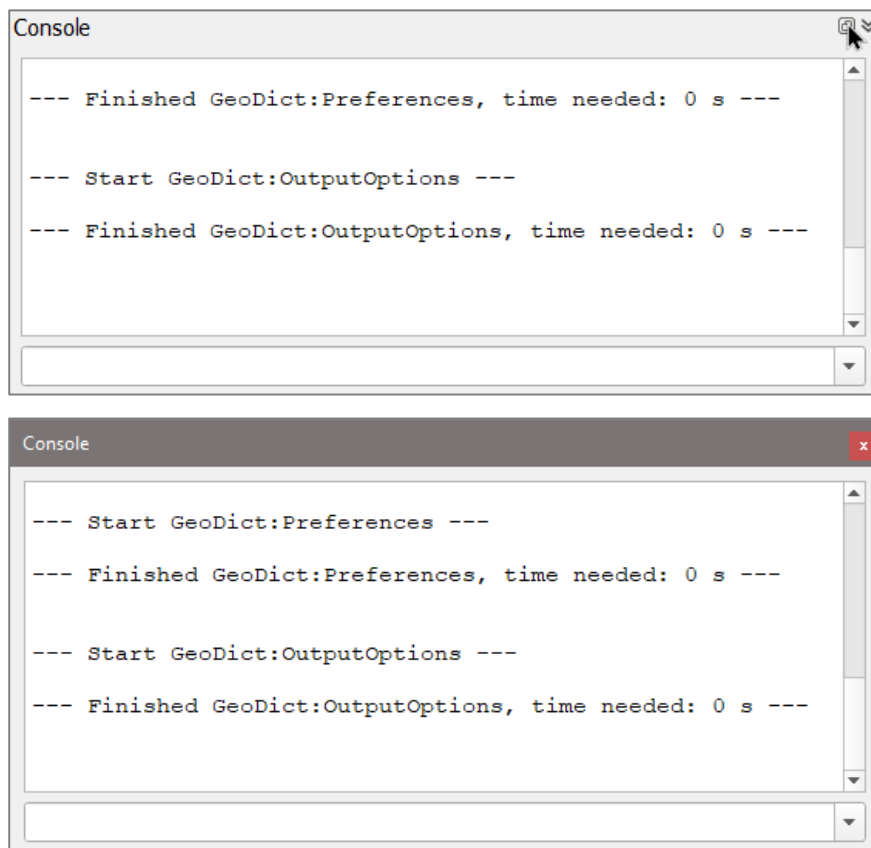 Console
--- Finished GeoDict:Preferences, time needed: 0 s ---
--- Start GeoDict:OutputOptions ---
--- Finished GeoDict:OutputOptions, time needed: 0 s ---
Console
x
--- Start GeoDict:Preferences ---
--- Finished GeoDict:Preferences, time needed: 0 s ---
--- Start GeoDict:OutputOptions ---
--- Finished GeoDict:OutputOptions, time needed: 0 s ---